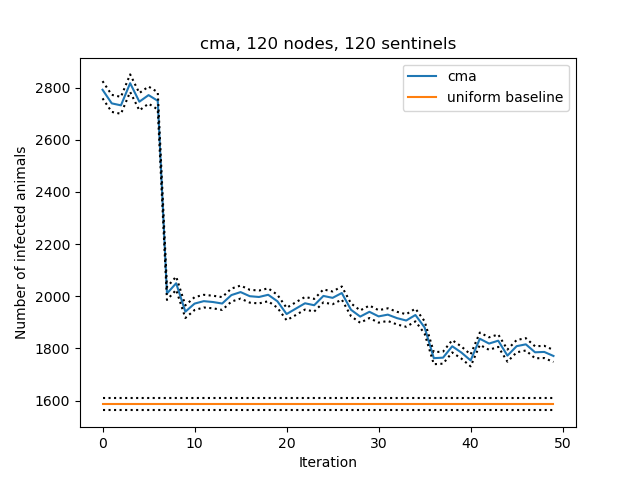 cma, 120 nodes, 120 sentinels
cma
uniform baseline
Number of infected animals
2800
2600
2400
2200
2000
1800
1600
0 10 20 30 40 50
Iteration